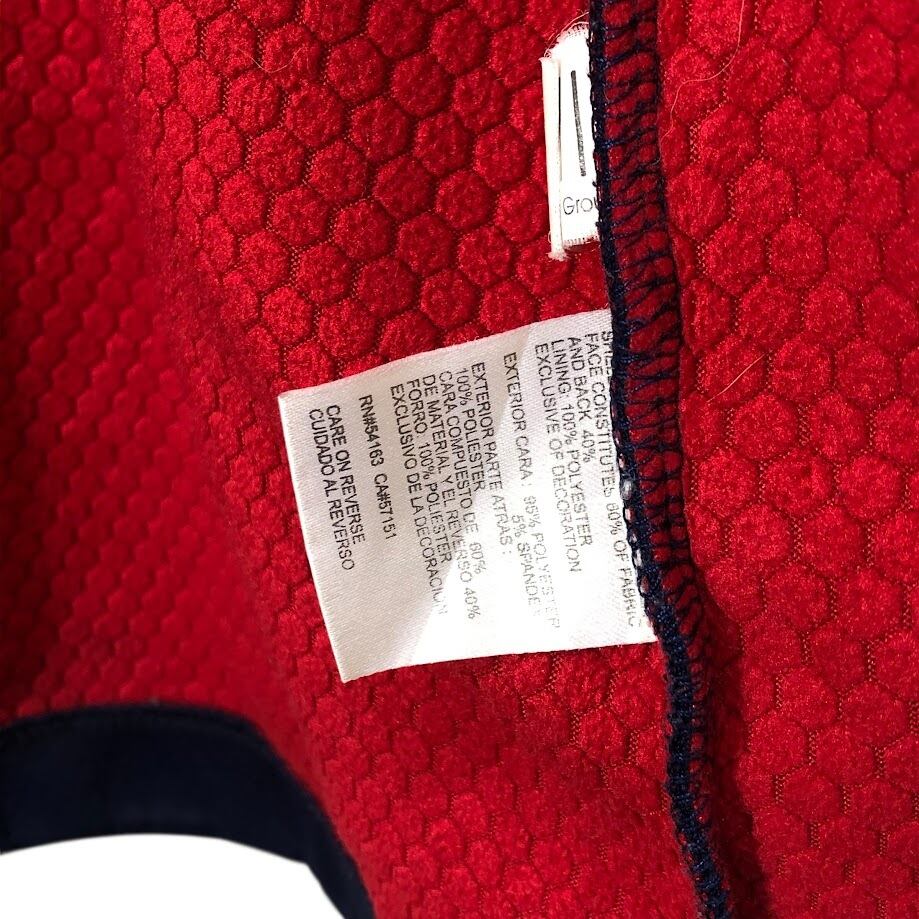 Gro
FACE CONSTITUTES 60% OF FABRIC
AND BACK 40%
LINING: 100% POLYESTER
EXCLUSIVE OF DECORATION
EXTERIOR CARA: 95% POLYESTER
5% SPANDE
EXTERIOR PARTE ATRAS:
100% POLIESTER
CARA COMPUESTO DE 60%
DE MATERIAL Y EL REVERSO 40%
FORRO 100% POLIESTER
EXCLUSIVO DE LA DECORACION
RN#54163 CA#57151
CARE ON REVERSE
CUIDADO AL REVERSO